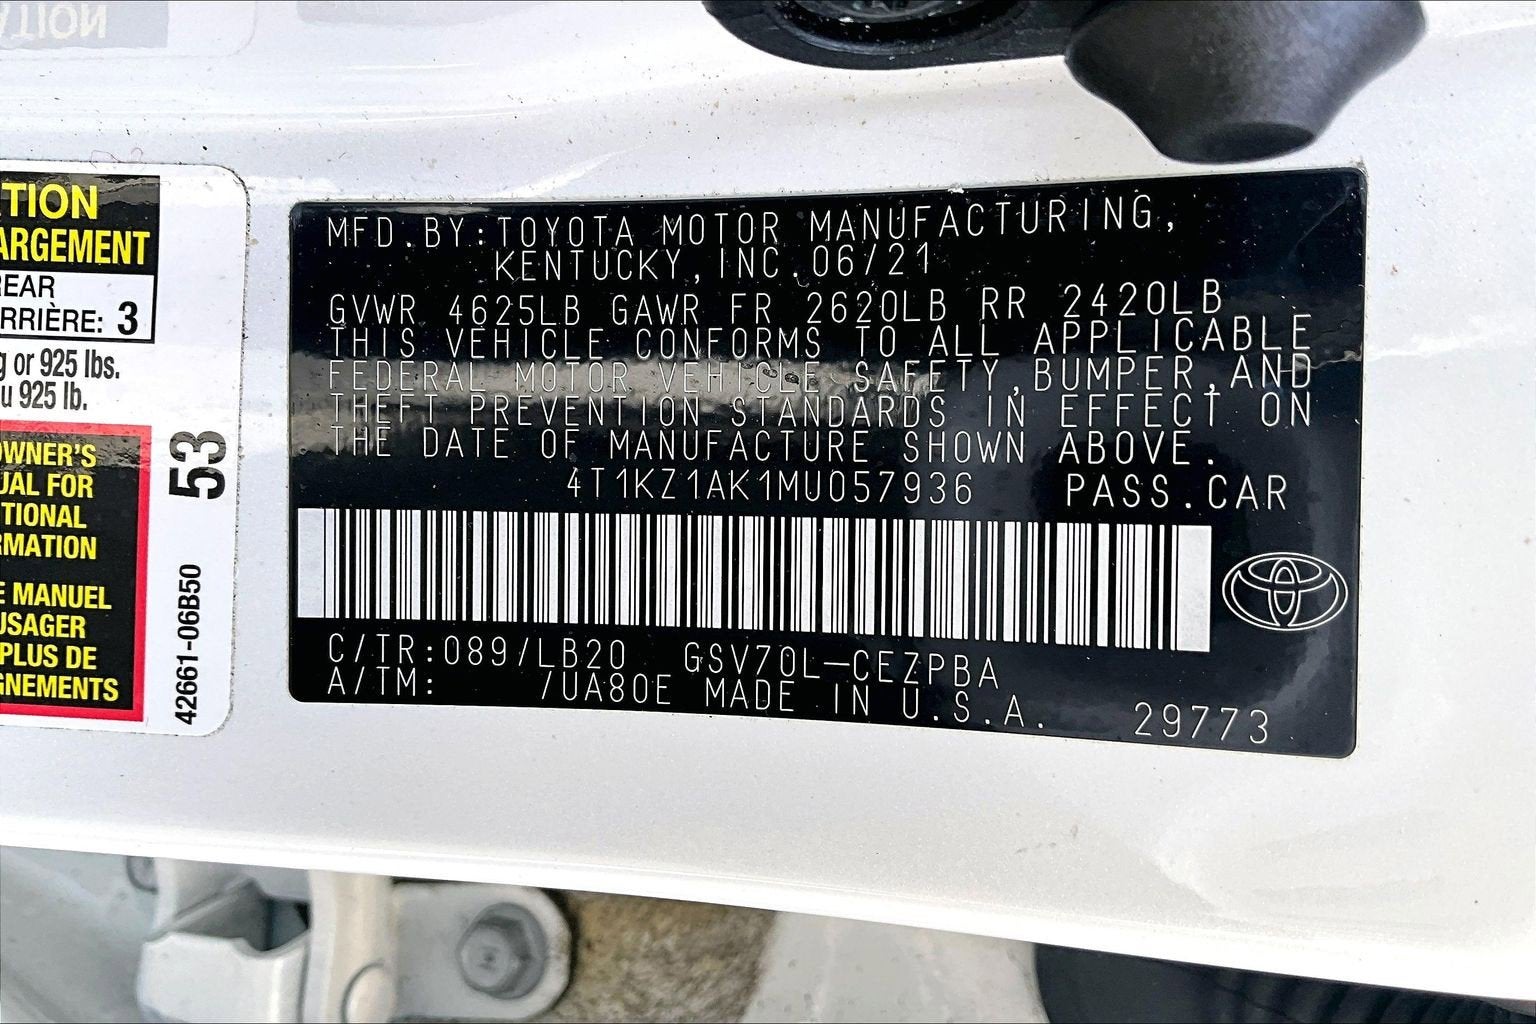 ATION
TION
ARGEMENT
REAR
RRIÈRE: 3
g or 925 lbs.
u 925 lb.
OWNER'S
UAL FOR
TIONAL
RMATION
E MANUEL
USAGER
PLUS DE
GNEMENTS
53
42661-06B50
MFD.BY:TOYOTA MOTOR MANUFACTURING,
KENTUCKY,INC.06/21
GVWR 4625LB GAWR FR 2620LB RR 2420LB
THIS VEHICLE CONFORMS TO ALL APPLICABLE
FEDERAL MOTOR VEHICLE SAFETY,BUMPER,AND
THEFT PREVENTION STANDARDS IN EFFECT ON
THE DATE OF MANUFACTURE SHOWN ABOVE.
4T1KZ1AK1MU057936 PASS.CAR
C/TR:089/LB20 GSV70L-CEZPBA
A/TM: /UA80E MADE IN U.S.A. 29773